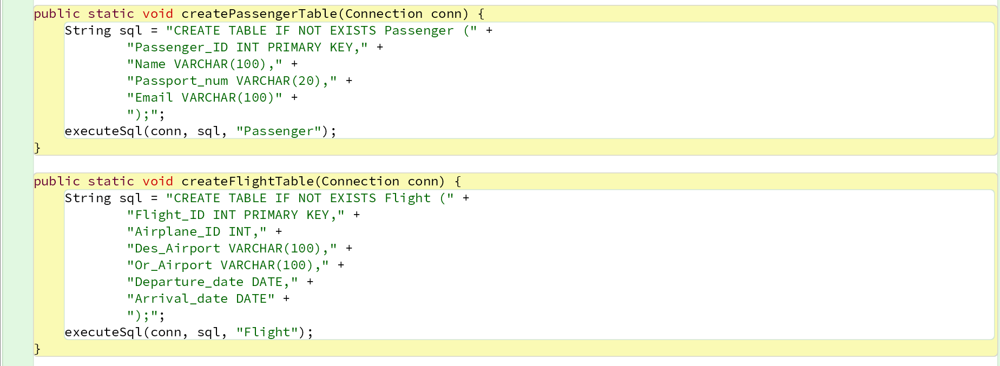 public static void createPassengerTable(Connection conn) {
    String sql = "CREATE TABLE IF NOT EXISTS Passenger (" +
            "Passenger_ID INT PRIMARY KEY," +
            "Name VARCHAR(100)," +
            "Passport_num VARCHAR(20)," +
            "Email VARCHAR(100)" +
            ");";
    executeSql(conn, sql, "Passenger");
}

public static void createFlightTable(Connection conn) {
    String sql = "CREATE TABLE IF NOT EXISTS Flight (" +
            "Flight_ID INT PRIMARY KEY," +
            "Airplane_ID INT," +
            "Des_Airport VARCHAR(100)," +
            "Or_Airport VARCHAR(100)," +
            "Departure_date DATE," +
            "Arrival_date DATE" +
            ");";
    executeSql(conn, sql, "Flight");
}